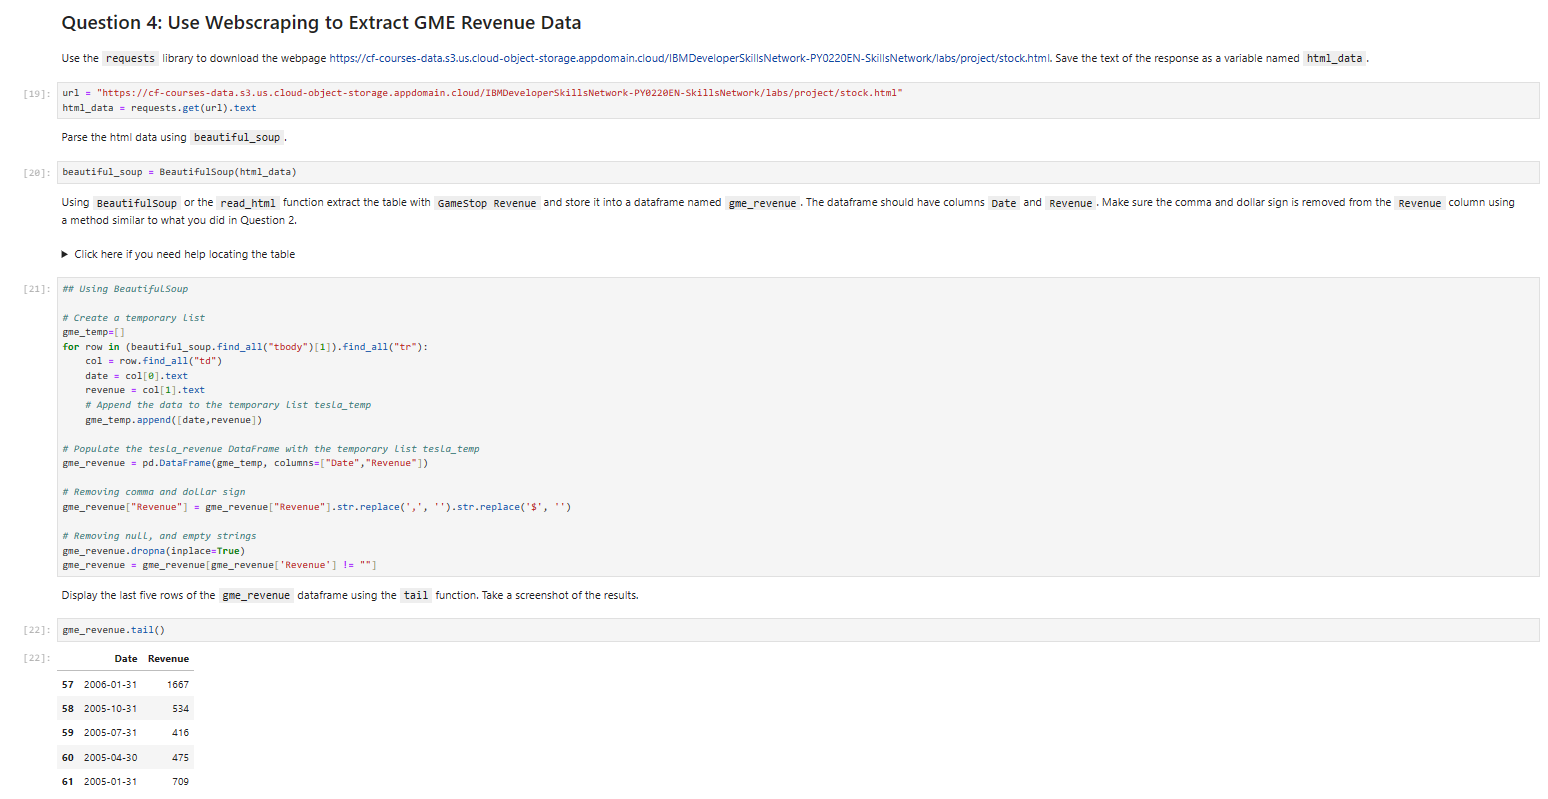 Question 4: Use Webscraping to Extract GME Revenue Data
Use the requests library to download the webpage https://cf-courses-data.s3.us.cloud-object-storage.appdomain.cloud/IBMDeveloperSkillsNetwork-PY0220EN-SkillsNetwork/labs/project/stock.html. Save the text of the response as a variable named html_data .
[19]: url = "https://cf-courses-data.s3.us.cloud-object-storage.appdomain.cloud/IBMDeveloperSkillsNetwork-PY0220EN-SkillsNetwork/labs/project/stock.html"
html_data = requests.get(url).text
Parse the html data using beautiful_soup .
[20]: beautiful_soup = BeautifulSoup(html_data)
Using BeautifulSoup or the read_html function extract the table with GameStop Revenue and store it into a dataframe named gme_revenue . The dataframe should have columns Date and Revenue . Make sure the comma and dollar sign is removed from the Revenue column using
a method similar to what you did in Question 2.
▶ Click here if you need help locating the table
[21]: ## Using BeautifulSoup
# Create a temporary list
gme_temp=[]
for row in (beautiful_soup.find_all("tbody")[1]).find_all("tr"):
    col = row.find_all("td")
    date = col[0].text
    revenue = col[1].text
    # Append the data to the temporary list tesla_temp
    gme_temp.append([date,revenue])
# Populate the tesla_revenue DataFrame with the temporary list tesla_temp
gme_revenue = pd.DataFrame(gme_temp, columns=["Date","Revenue"])
# Removing comma and dollar sign
gme_revenue["Revenue"] = gme_revenue["Revenue"].str.replace(',', '').str.replace('$', '')
# Removing null, and empty strings
gme_revenue.dropna(inplace=True)
gme_revenue = gme_revenue[gme_revenue['Revenue'] != ""]
Display the last five rows of the gme_revenue dataframe using the tail function. Take a screenshot of the results.
[22]: gme_revenue.tail()
[22]: Date Revenue
57 2006-01-31 1667
58 2005-10-31 534
59 2005-07-31 416
60 2005-04-30 475
61 2005-01-31 709